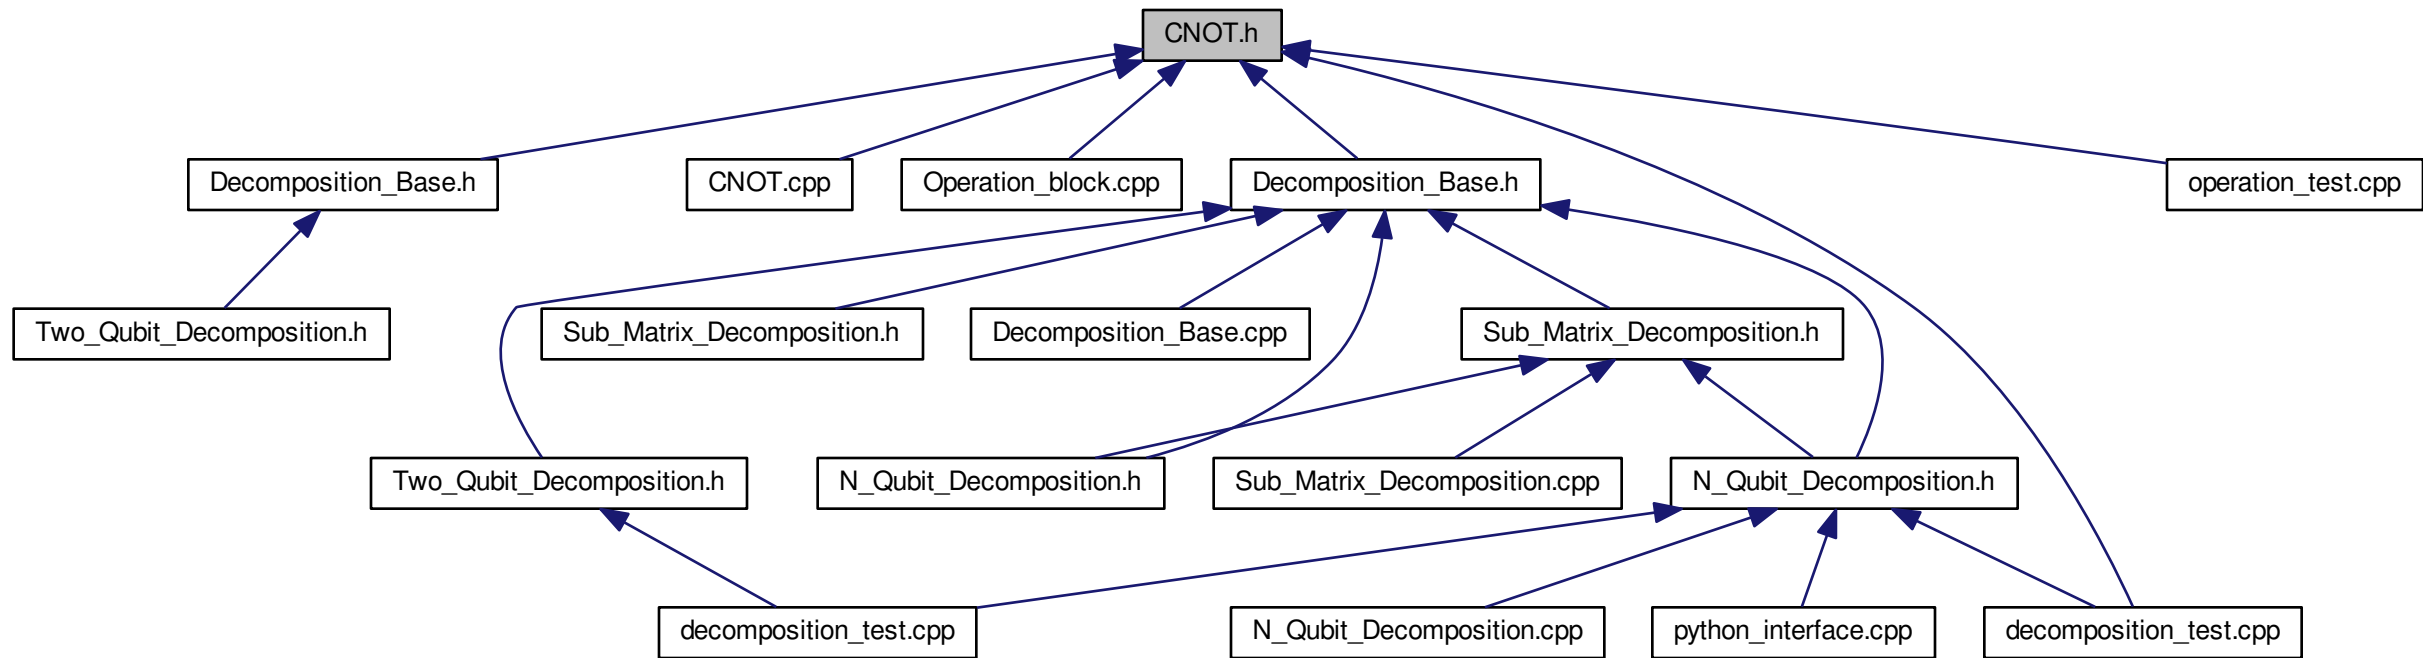 CNOT.h
Decomposition_Base.h
CNOT.cpp
Operation_block.cpp
Decomposition_Base.h
operation_test.cpp
Two_Qubit_Decomposition.h
Sub_Matrix_Decomposition.h
Decomposition_Base.cpp
Sub_Matrix_Decomposition.h
Two_Qubit_Decomposition.h
N_Qubit_Decomposition.h
Sub_Matrix_Decomposition.cpp
N_Qubit_Decomposition.h
decomposition_test.cpp
N_Qubit_Decomposition.cpp
python_interface.cpp
decomposition_test.cpp